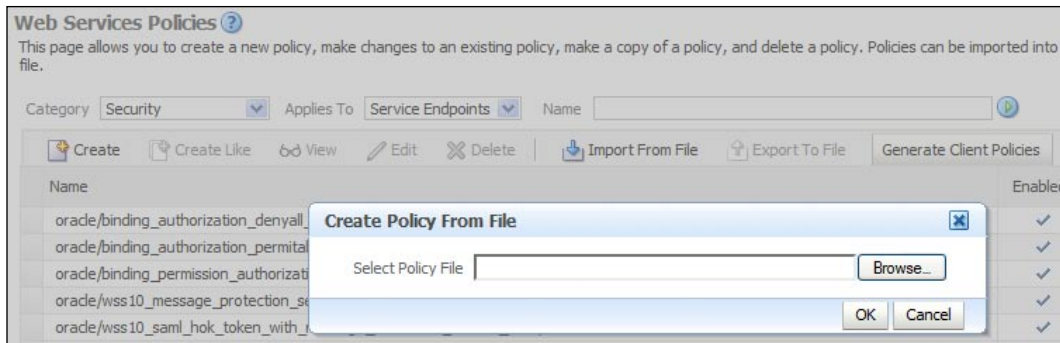 Web Services Policies ?
This page allows you to create a new policy, make changes to an existing policy, make a copy of a policy, and delete a policy. Policies can be imported into
file.
Category Security Applies To Service Endpoints Name
Create Create Like View Edit Delete Import From File Export To File Generate Client Policies
Name Enabled
oracle/binding_authorization_denyall_
oracle/binding_authorization_permital
oracle/binding_permission_authorizati
oracle/wss10_message_protection_se
oracle/wss10_saml_hok_token_with_
Create Policy From File
Select Policy File Browse...
OK Cancel